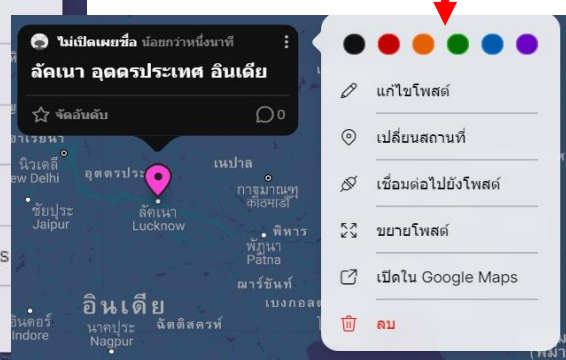 ไม่เปิดเผยชื่อ น้อยกว่าหนึ่งนาที
ลัคเนา อุตตรประเทศ อินเดีย
จัดอันดับ
0
แก้ไขโพสต์
เปลี่ยนสถานที่
เชื่อมต่อไปยังโพสต์
ขยายโพสต์
เปิดใน Google Maps
ลบ
นิวเดลี
ew Delhi
อุตตรประ
เนปาล
กาฐมาณฑุ
काठमाडौं
ชัยปุระ
Jaipur
ลัคเนา
Lucknow
พิหาร
พัฏนา
Patna
ฌาร์ขันท์
อินเดีย
เบงกอลต
ินดอร์
Indore
นาคปุระ
Nagpur
ฉัตติสครห์